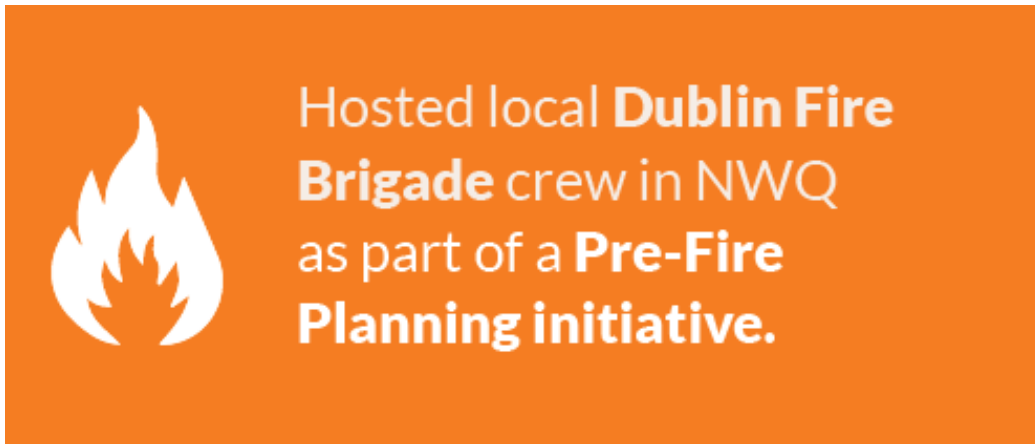 Hosted local Dublin Fire
Brigade crew in NWQ
as part of a Pre-Fire
Planning initiative.